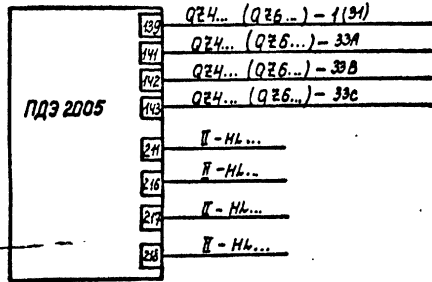 139 QZ4... (QZ6...) - 1(31)
141 QZ4... (QZ6...) - 33A
142 QZ4... (QZ6...) - 33B
143 QZ4... (QZ6...) - 33C
ПДЭ 2005
211 II - HL...
216 II - HL...
217 II - HL...
218 II - HL...